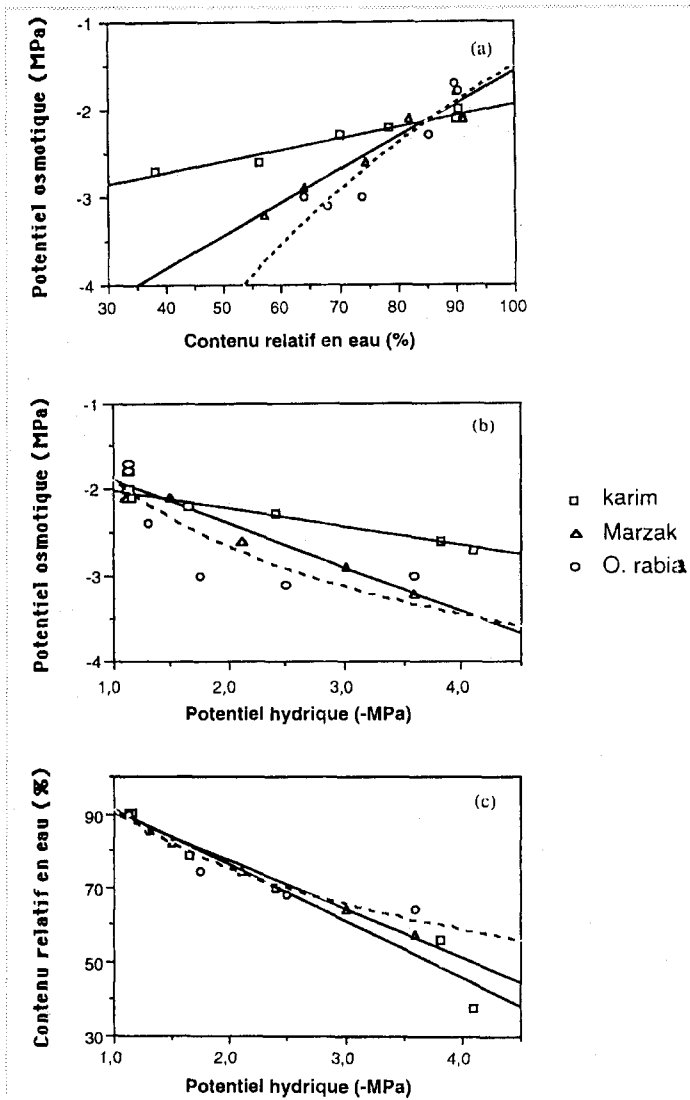 (a)
Potentiel osmotique (MPa)
-1
-2
-3
-4
30 40 50 60 70 80 90 100
Contenu relatif en eau (%)
(b)
Potentiel osmotique (MPa)
-1
-2
-3
-4
1,0 2,0 3,0 4,0
Potentiel hydrique (-MPa)
karim
Marzak
O. rabia
(c)
Contenu relatif en eau (%)
90
70
50
30
1,0 2,0 3,0 4,0
Potentiel hydrique (-MPa)